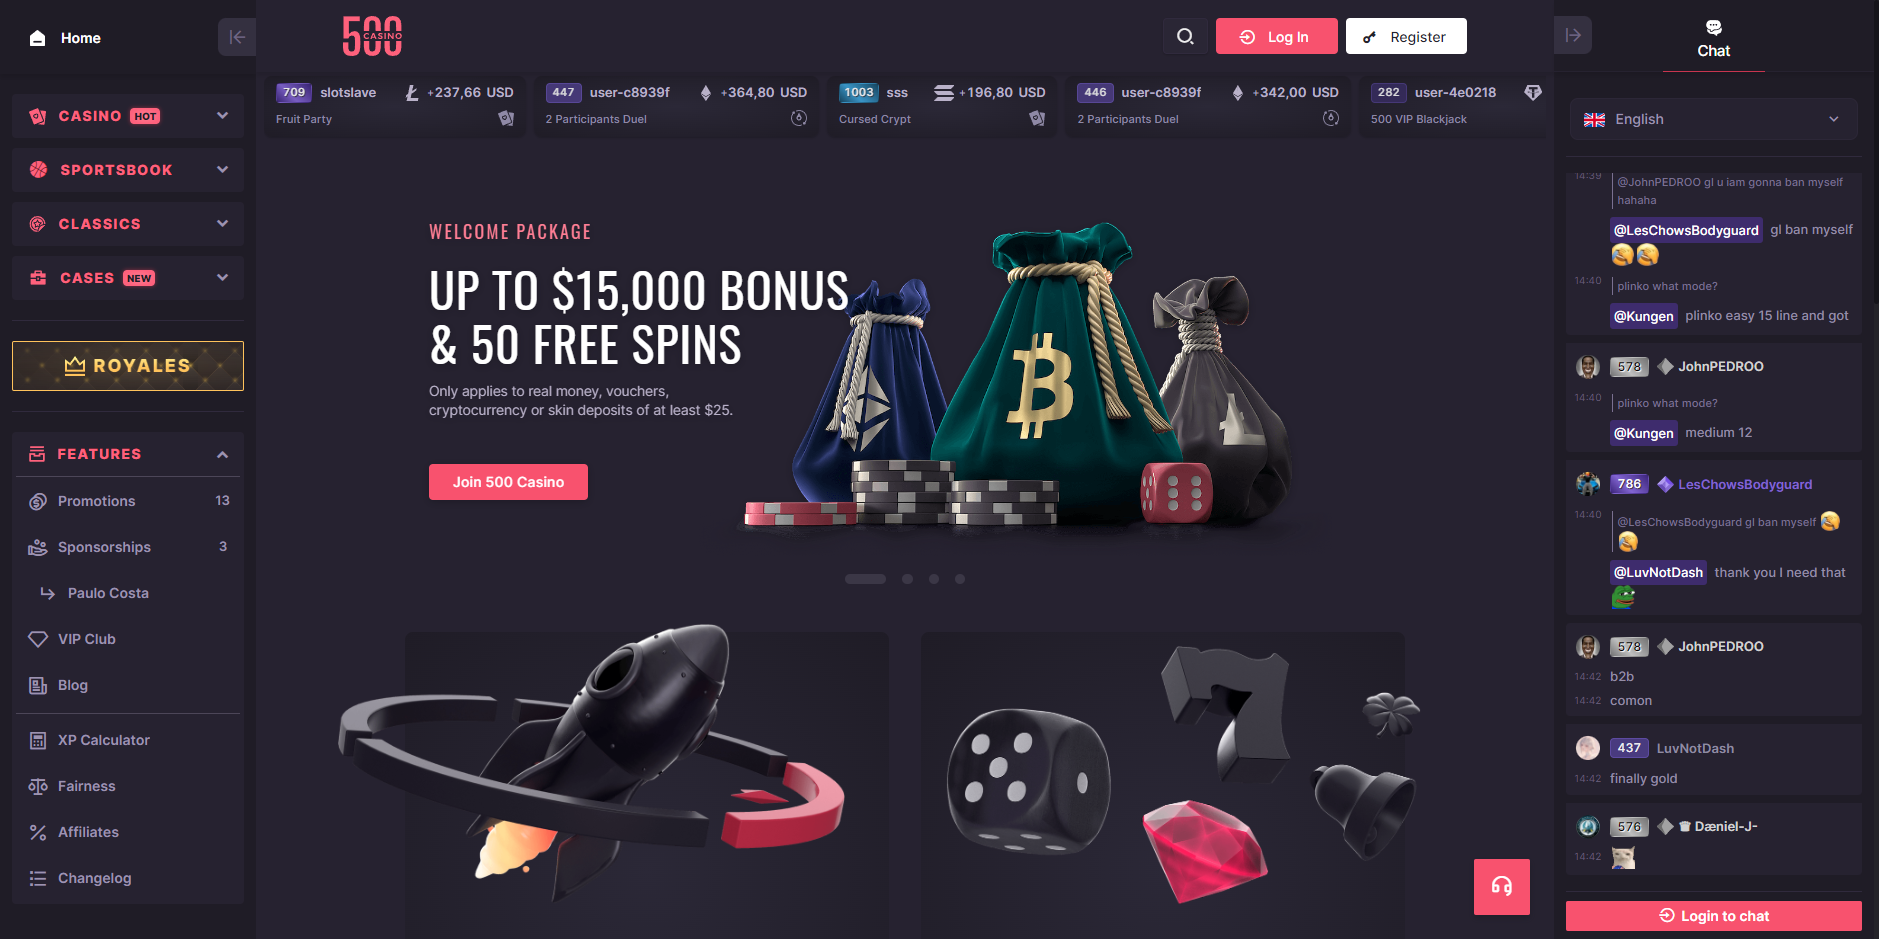 Home
CASINO HOT
SPORTSBOOK
CLASSICS
CASES NEW
ROYALES
FEATURES
Promotions 13
Sponsorships 3
Paulo Costa
VIP Club
Blog
XP Calculator
Fairness
Affiliates
Changelog
500
CASINO
Log In
Register
709 slotslave +237,66 USD
Fruit Party
447 user-c8939f +364,80 USD
2 Participants Duel
1003 sss +196,80 USD
Cursed Crypt
446 user-c8939f +342,00 USD
2 Participants Duel
282 user-4e0218
500 VIP Blackjack
WELCOME PACKAGE
UP TO $15,000 BONUS
& 50 FREE SPINS
Only applies to real money, vouchers,
cryptocurrency or skin deposits of at least $25.
Join 500 Casino
Chat
English
14:39
@JohnPEDROO gl u iam gonna ban myself
hahaha
@LesChowsBodyguard gl ban myself
14:40 plinko what mode?
@Kungen plinko easy 15 line and got
578 JohnPEDROO
14:40 plinko what mode?
@Kungen medium 12
786 LesChowsBodyguard
14:40
@LesChowsBodyguard gl ban myself
@LuvNotDash thank you I need that
578 JohnPEDROO
14:42 b2b
14:42 comon
437 LuvNotDash
14:42 finally gold
576 Dæniel-J-
14:42
Login to chat